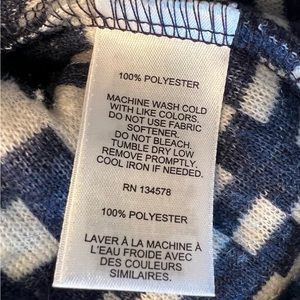 100% POLYESTER
MACHINE WASH COLD
WITH LIKE COLORS.
DO NOT USE FABRIC
SOFTENER.
DO NOT BLEACH.
TUMBLE DRY LOW
REMOVE PROMPTLY.
COOL IRON IF NEEDED.
RN 134578
100% POLYESTER
LAVER À LA MACHINE À
L'EAU FROIDE AVEC
DES COULEURS
SIMILAIRES.